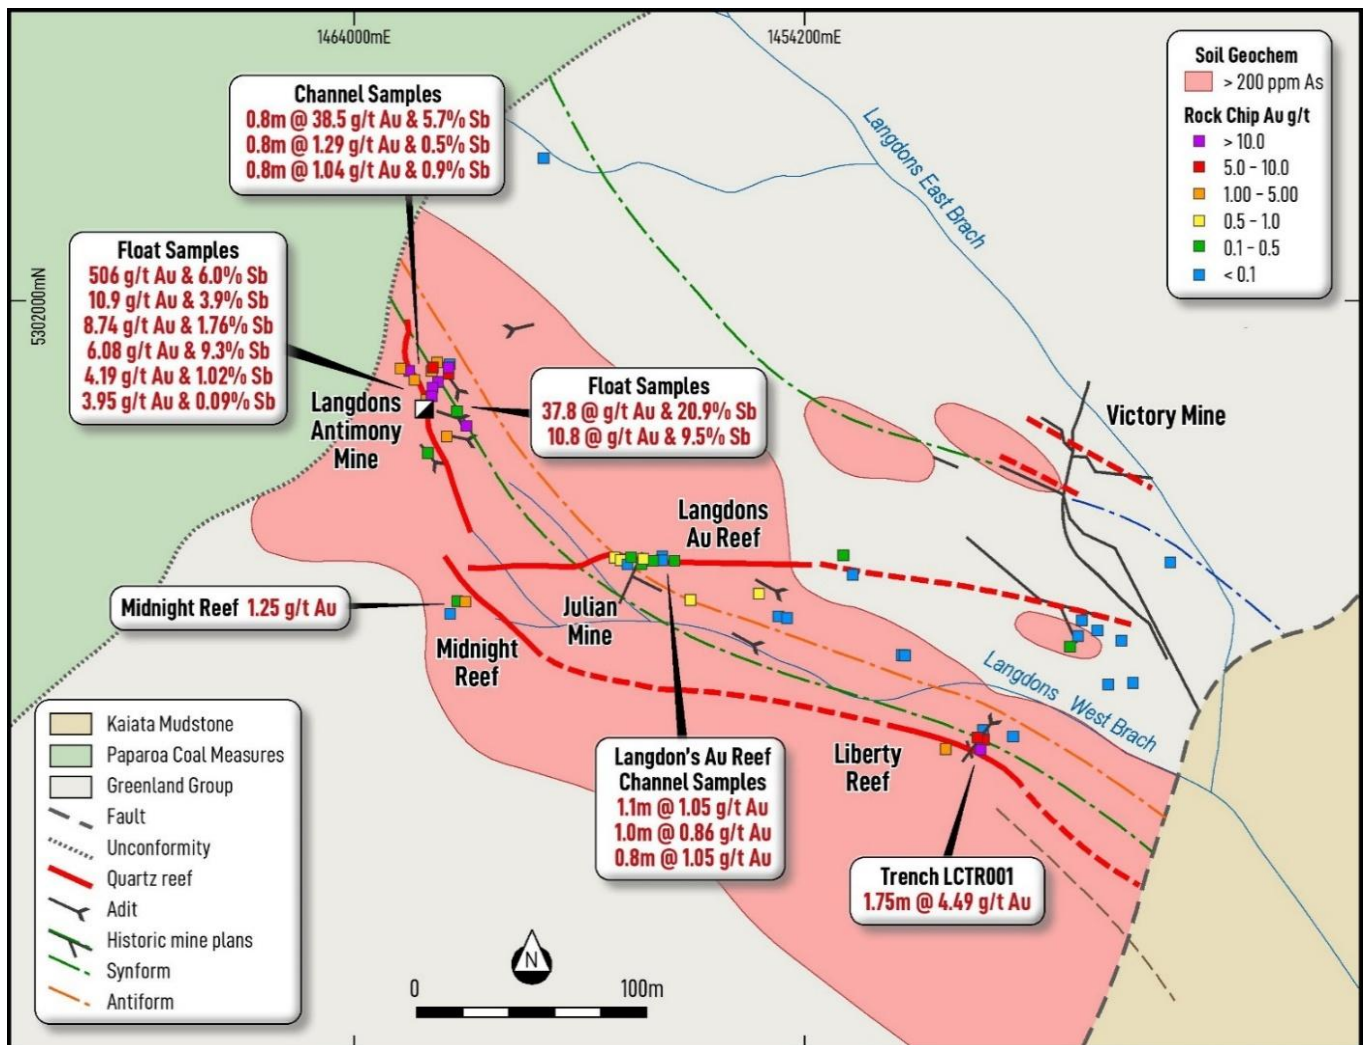 1464000mE
1454200mE
5302000mN
Channel Samples
0.8m @ 38.5 g/t Au & 5.7% Sb
0.8m @ 1.29 g/t Au & 0.5% Sb
0.8m @ 1.04 g/t Au & 0.9% Sb
Soil Geochem
> 200 ppm As
Rock Chip Au g/t
> 10.0
5.0 – 10.0
1.00 – 5.00
0.5 – 1.0
0.1 – 0.5
< 0.1
Langdons East Brach
Float Samples
506 g/t Au & 6.0% Sb
10.9 g/t Au & 3.9% Sb
8.74 g/t Au & 1.76% Sb
6.08 g/t Au & 9.3% Sb
4.19 g/t Au & 1.02% Sb
3.95 g/t Au & 0.09% Sb
Langdons
Antimony
Mine
Float Samples
37.8 @ g/t Au & 20.9% Sb
10.8 @ g/t Au & 9.5% Sb
Victory Mine
Langdons
Au Reef
Midnight Reef 1.25 g/t Au
Julian
Mine
Midnight
Reef
Langdons West Brach
Liberty
Reef
Langdon's Au Reef
Channel Samples
1.1m @ 1.05 g/t Au
1.0m @ 0.86 g/t Au
0.8m @ 1.05 g/t Au
Trench LCTR001
1.75m @ 4.49 g/t Au
Kaiata Mudstone
Paparoa Coal Measures
Greenland Group
Fault
Unconformity
Quartz reef
Adit
Historic mine plans
Synform
Antiform
N
0
100m